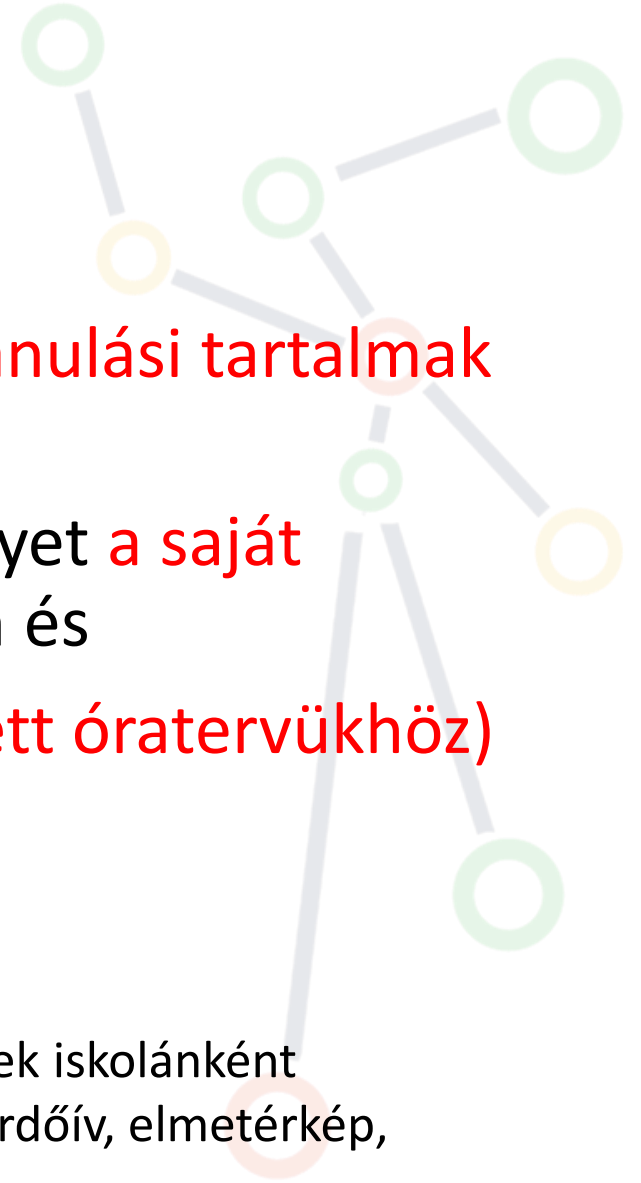 nulási tartalmak
yet a saját
és
ett óratervükhöz)
ek iskolánként
rdőív, elmetérkép,